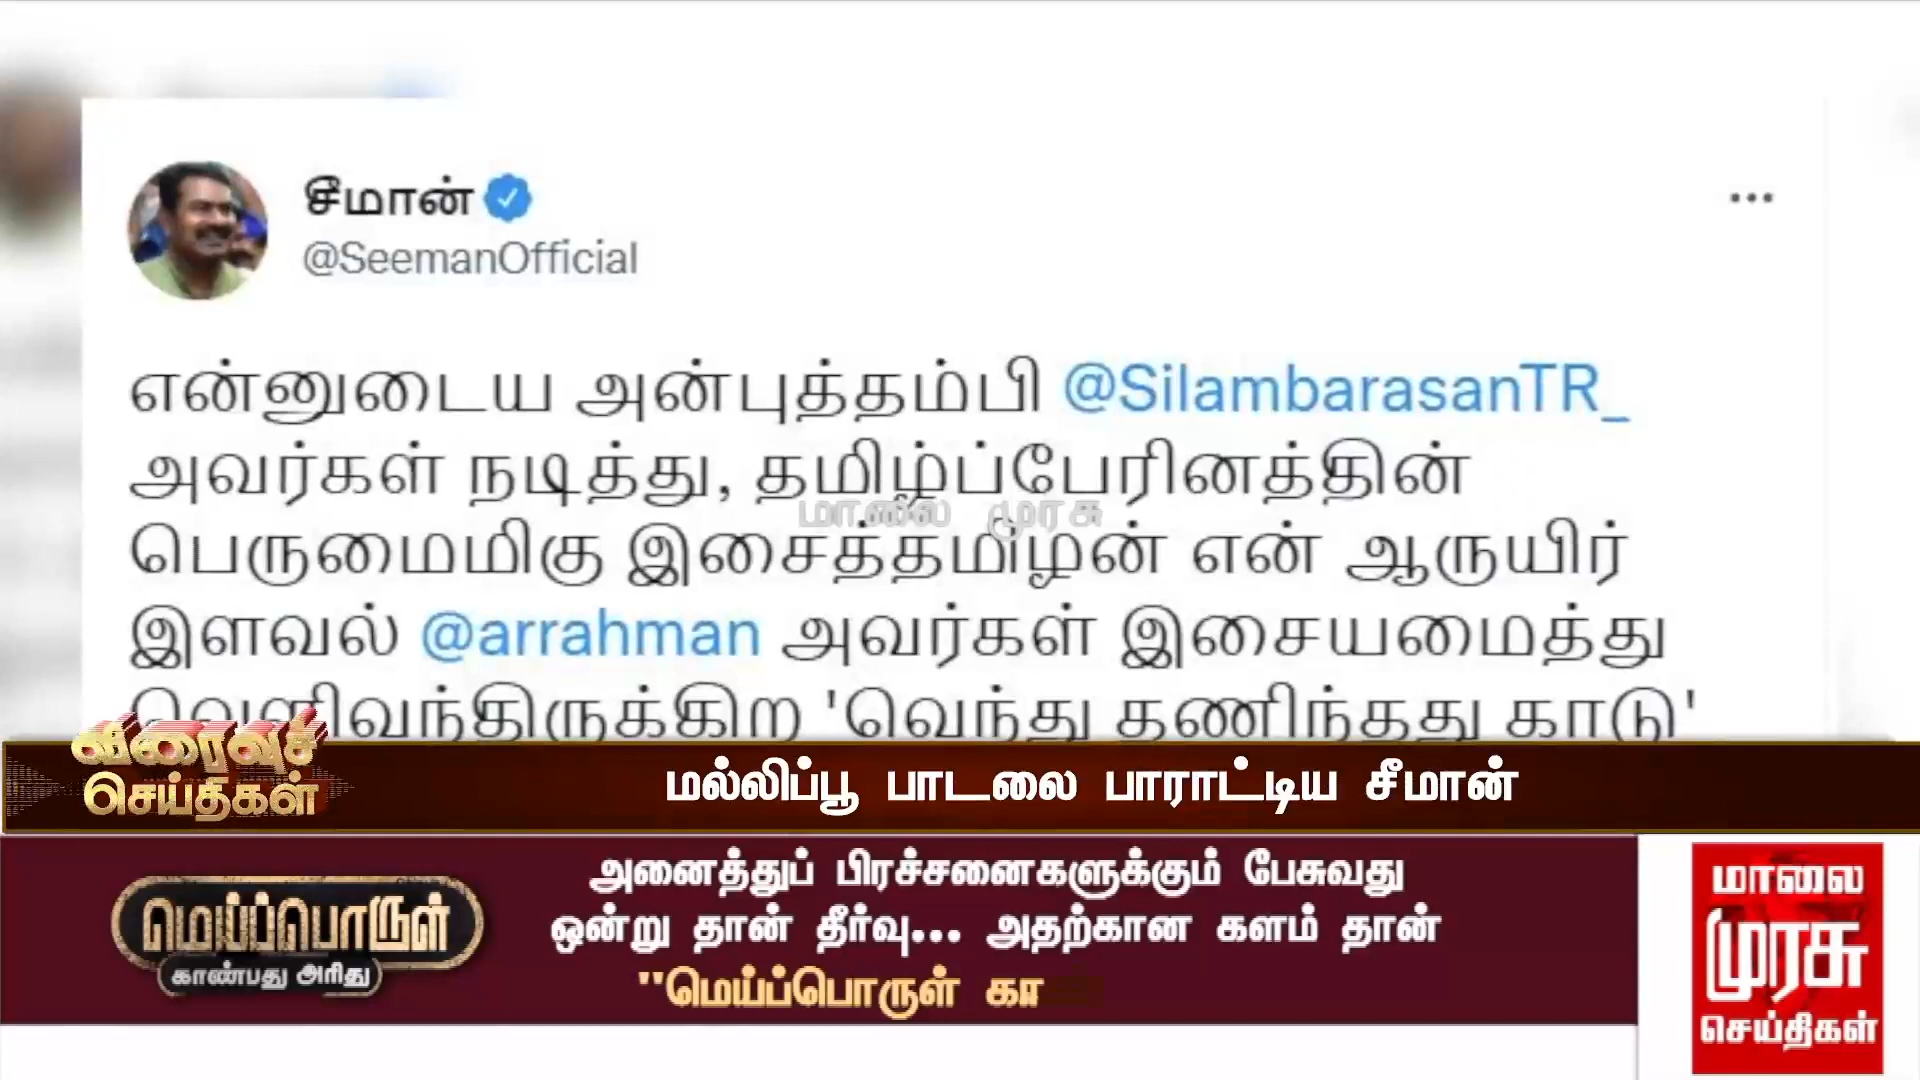 சீமான்
@SeemanOfficial
என்னுடைய அன்புத்தம்பி @SilambarasanTR_
அவர்கள் நடித்து, தமிழ்ப்பேரினத்தின்
மாலை முரசு
பெருமைமிகு இசைத்தமிழன் என் ஆருயிர்
இளவல் @arrahman அவர்கள் இசையமைத்து
வெளிவந்திருக்கிற 'வெந்து தணிந்தது காடு'
விரைவுச்
செய்திகள்
மல்லிப்பூ பாடலை பாராட்டிய சீமான்
மெய்ப்பொருள்
காண்பது அரிது
அனைத்துப் பிரச்சனைகளுக்கும் பேசுவது
ஒன்று தான் தீர்வு... அதற்கான களம் தான்
"மெய்ப்பொருள் கா
மாலை
முரசு
செய்திகள்